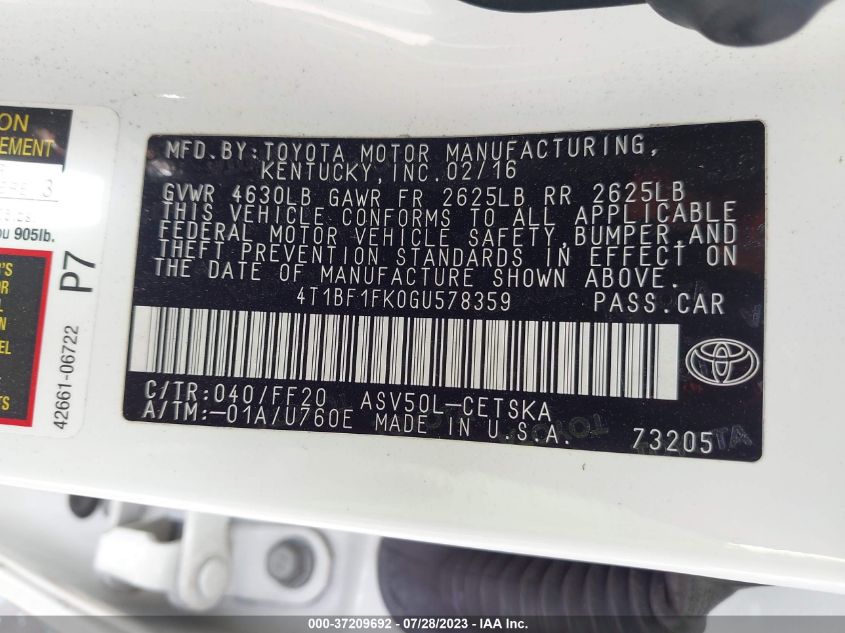 MFD.BY:TOYOTA MOTOR MANUFACTURING,
KENTUCKY,INC.02/16
GVWR 4630LB GAWR FR 2625LB RR 2625LB
THIS VEHICLE CONFORMS TO ALL APPLICABLE
FEDERAL MOTOR VEHICLE SAFETY,BUMPER,AND
THEFT PREVENTION STANDARDS IN EFFECT ON
THE DATE OF MANUFACTURE SHOWN ABOVE.
4T1BF1FK0GU578359 PASS.CAR
C/TR:040/FF20 ASV50L-CETSKA
A/TM:-01A/U760E MADE IN U.S.A. 73205
ON
EMENT
3
905lb.
P7
42661-06722
000-37209692 / 07/28/2023 / IAA Inc.